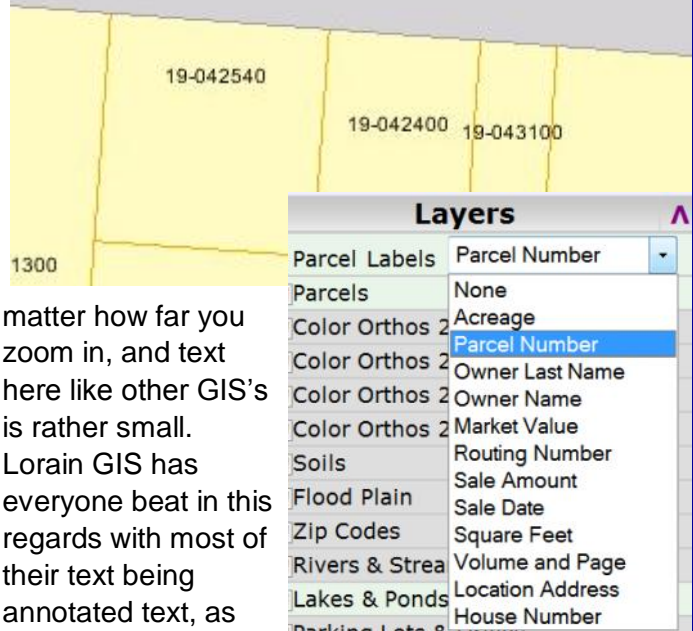 19-042540
19-042400
19-043100
1300
matter how far you
zoom in, and text
here like other GIS's
is rather small.
Lorain GIS has
everyone beat in this
regards with most of
their text being
annotated text, as
Layers
Parcel Labels Parcel Number
Parcels
Color Orthos 2
Color Orthos 2
Color Orthos 2
Color Orthos 2
Soils
Flood Plain
Zip Codes
Rivers & Strea
Lakes & Ponds
Parking Lots &
None
Acreage
Parcel Number
Owner Last Name
Owner Name
Market Value
Routing Number
Sale Amount
Sale Date
Square Feet
Volume and Page
Location Address
House Number